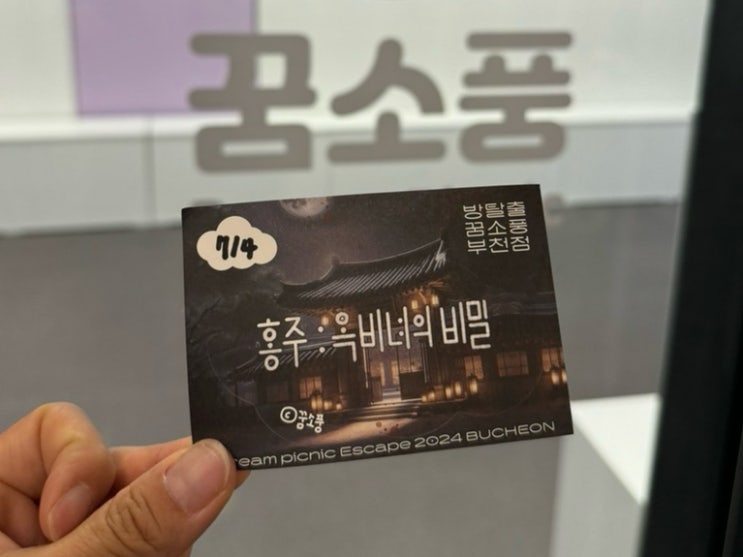 꿈소풍
7/4
방탈출
꿈소풍
부천점
홍주 : 옥비녀의 비밀
©꿈소풍
eam picnic Escape 2024 BUCHEON